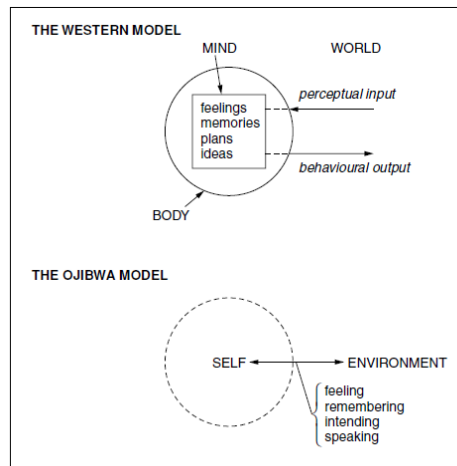 THE WESTERN MODEL
MIND
WORLD
feelings
memories
plans
ideas
perceptual input
behavioural output
BODY
THE OJIBWA MODEL
SELF
ENVIRONMENT
feeling
remembering
intending
speaking